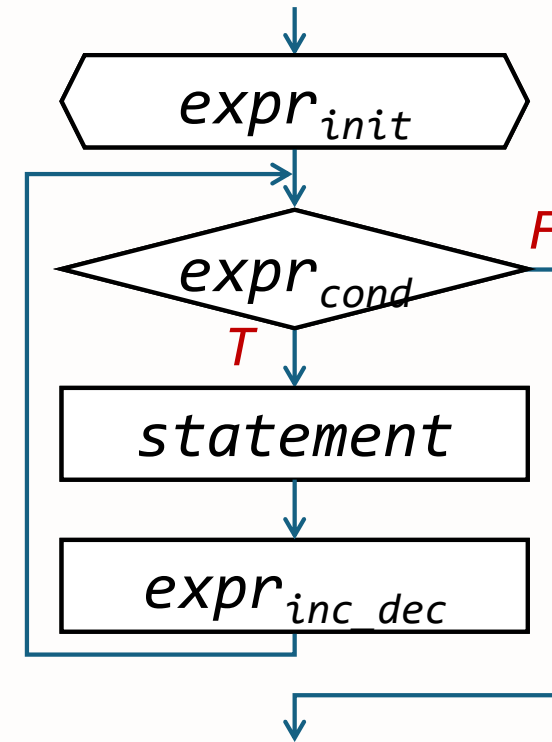 expr_init
F
expr_cond
T
statement
expr_inc_dec